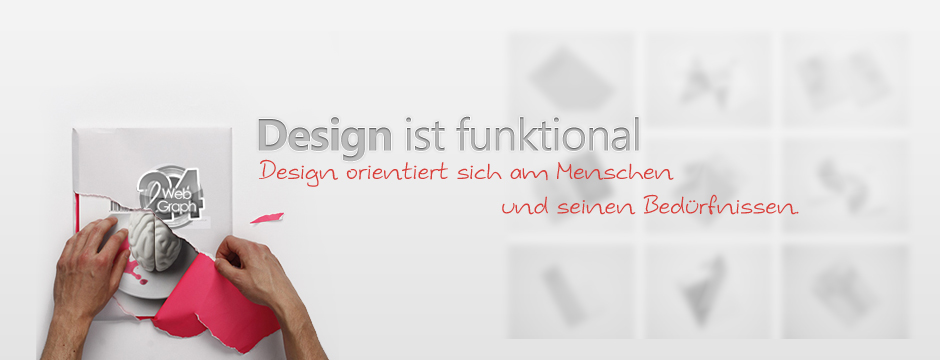 Design ist funktional
Design orientiert sich am Menschen
und seinen Bedürfnissen.
24
Web
Graph